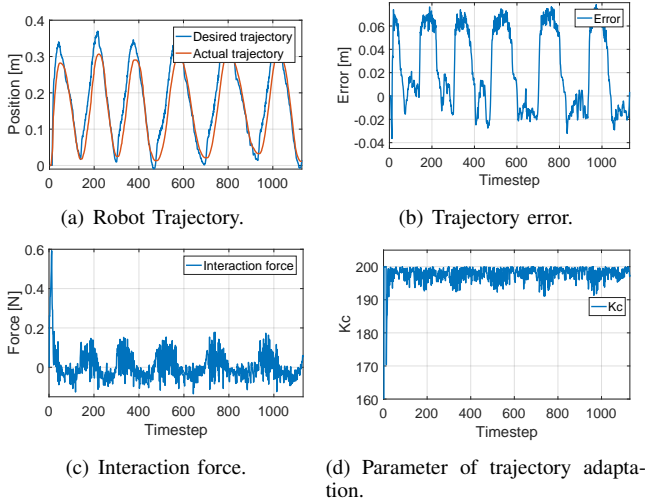 0.4
0.3
0.2
0.1
0
Position [m]
Desired trajectory
Actual trajectory
0 200 400 600 800 1000
Timestep
(a) Robot Trajectory.
0.06
0.04
0.02
0
-0.02
-0.04
Error [m]
Error
0 200 400 600 800 1000
Timestep
(b) Trajectory error.
0.6
0.4
0.2
0
Force [N]
Interaction force
0 200 400 600 800 1000
Timestep
(c) Interaction force.
200
190
180
170
160
Kc
Kc
0 200 400 600 800 1000
Timestep
(d) Parameter of trajectory adapta-
tion.